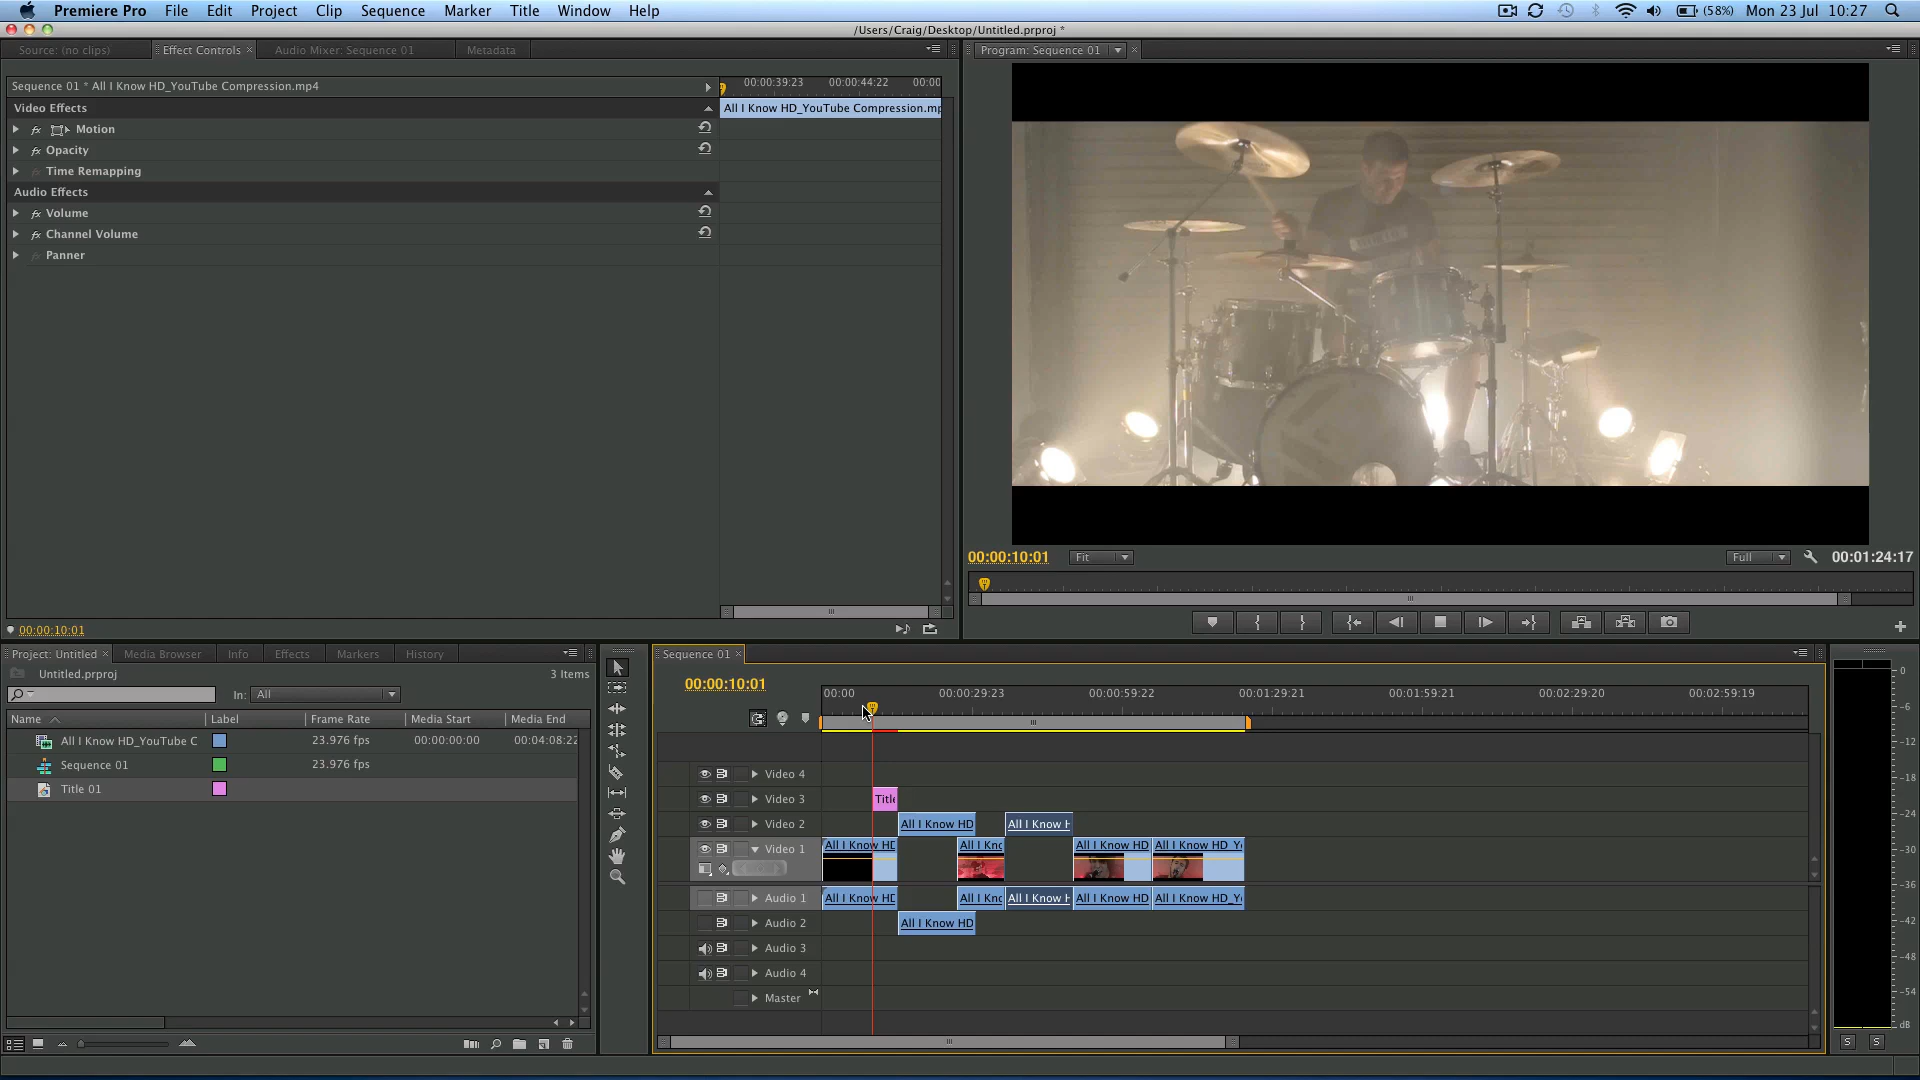 Premiere Pro File Edit Project Clip Sequence Marker Title Window Help (58%) Mon 23 Jul 10:27
/Users/Craig/Desktop/Untitled.prproj *
Source: (no clips) Effect Controls Audio Mixer: Sequence 01 Metadata
Program: Sequence 01
Sequence 01 * All I Know HD_YouTube Compression.mp4
00:00:39:23 00:00:44:22 00:00
Video Effects
All I Know HD_YouTube Compression.mp
fx Motion
fx Opacity
Time Remapping
Audio Effects
fx Volume
fx Channel Volume
Panner
00:00:10:01
00:00:10:01 Fit Full 00:01:24:17
Project: Untitled Media Browser Info Effects Markers History
Untitled.prproj 3 Items
In: All
Name Label Frame Rate Media Start Media End
All I Know HD_YouTube C 23.976 fps 00:00:00:00 00:04:08:22
Sequence 01 23.976 fps
Title 01
Sequence 01
00:00:10:01
00:00 00:00:29:23 00:00:59:22 00:01:29:21 00:01:59:21 00:02:29:20 00:02:59:19
Video 4
Video 3 Title
Video 2 All I Know HD All I Know H
Video 1 All I Know HD All I Kno All I Know HD All I Know HD_Yo
Audio 1 All I Know HD All I Kno All I Know H All I Know HD All I Know HD_Yo
Audio 2 All I Know HD
Audio 3
Audio 4
Master
0
-6
-12
-18
-24
-30
-36
-42
-48
-54
dB
S S